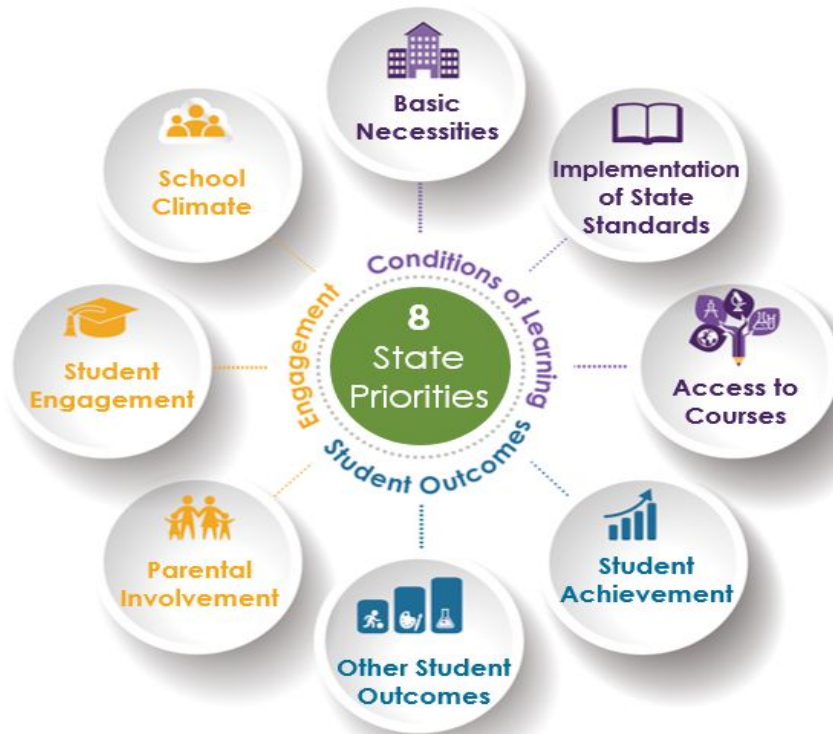 8
State
Priorities
Conditions of Learning
Student Outcomes
Engagement
Basic
Necessities
Implementation
of State
Standards
Access to
Courses
Student
Achievement
Other Student
Outcomes
Parental
Involvement
Student
Engagement
School
Climate